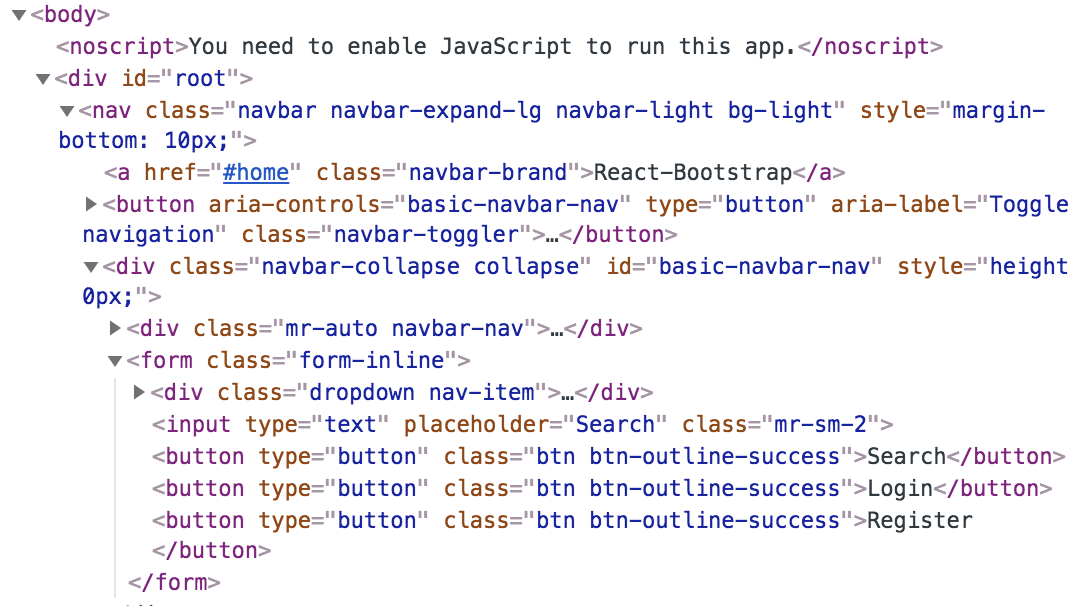 <body>
<noscript>You need to enable JavaScript to run this app.</noscript>
<div id="root">
<nav class="navbar navbar-expand-lg navbar-light bg-light" style="margin-
bottom: 10px;">
<a href="#home" class="navbar-brand">React-Bootstrap</a>
<button aria-controls="basic-navbar-nav" type="button" aria-label="Toggle
navigation" class="navbar-toggler">…</button>
<div class="navbar-collapse collapse" id="basic-navbar-nav" style="height
0px;">
<div class="mr-auto navbar-nav">…</div>
<form class="form-inline">
<div class="dropdown nav-item">…</div>
<input type="text" placeholder="Search" class="mr-sm-2">
<button type="button" class="btn btn-outline-success">Search</button>
<button type="button" class="btn btn-outline-success">Login</button>
<button type="button" class="btn btn-outline-success">Register
</button>
</form>